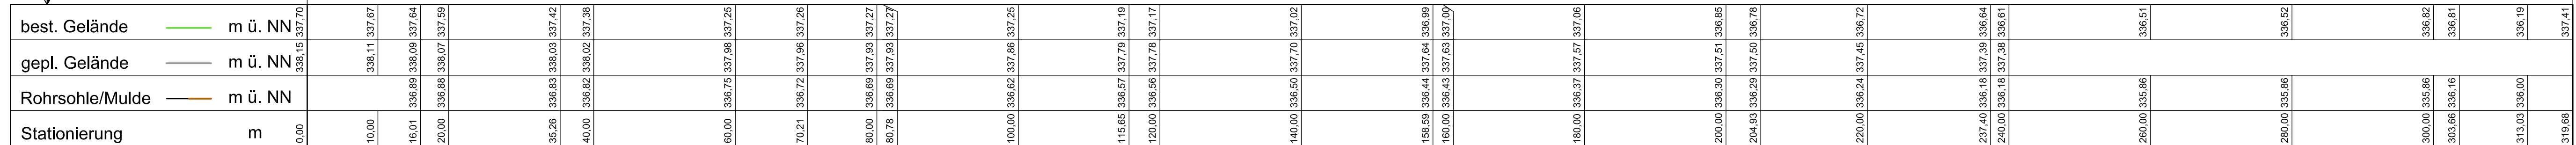 best. Gelände m ü. NN 337,70 337,67 337,64 337,59 337,42 337,38 337,25 337,26 337,27 337,27 337,25 337,19 337,17 337,02 336,99 337,00 337,06 336,85 336,78 336,72 336,64 336,61 336,51 336,52 336,82 336,81 336,19 337,41
gepl. Gelände m ü. NN 338,15 338,11 338,09 338,07 338,03 338,02 337,98 337,96 337,93 337,93 337,86 337,79 337,78 337,70 337,64 337,63 337,57 337,51 337,50 337,45 337,39 337,38
Rohrsohle/Mulde m ü. NN 336,89 336,88 336,83 336,82 336,75 336,72 336,69 336,69 336,62 336,57 336,56 336,50 336,44 336,43 336,37 336,30 336,29 336,24 336,18 336,18 335,86 335,86 335,86 336,16 336,00
Stationierung m 0,00 10,00 16,01 20,00 35,26 40,00 60,00 70,21 80,00 80,78 100,00 115,65 120,00 140,00 158,59 160,00 180,00 200,00 204,93 220,00 237,40 240,00 260,00 280,00 300,00 303,66 313,03 319,68